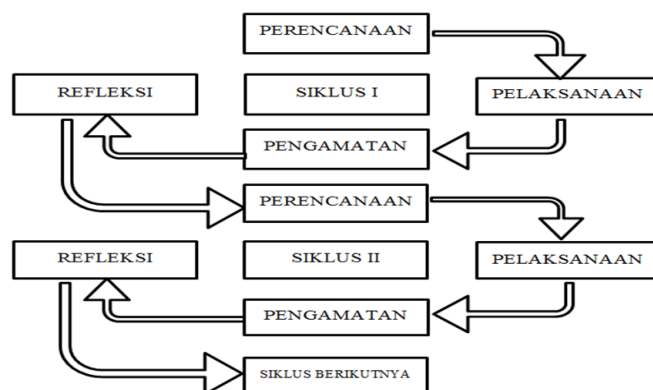 PERENCANAAN
REFLEKSI
SIKLUS I
PELAKSANAAN
PENGAMATAN
PERENCANAAN
REFLEKSI
SIKLUS II
PELAKSANAAN
PENGAMATAN
SIKLUS BERIKUTNYA